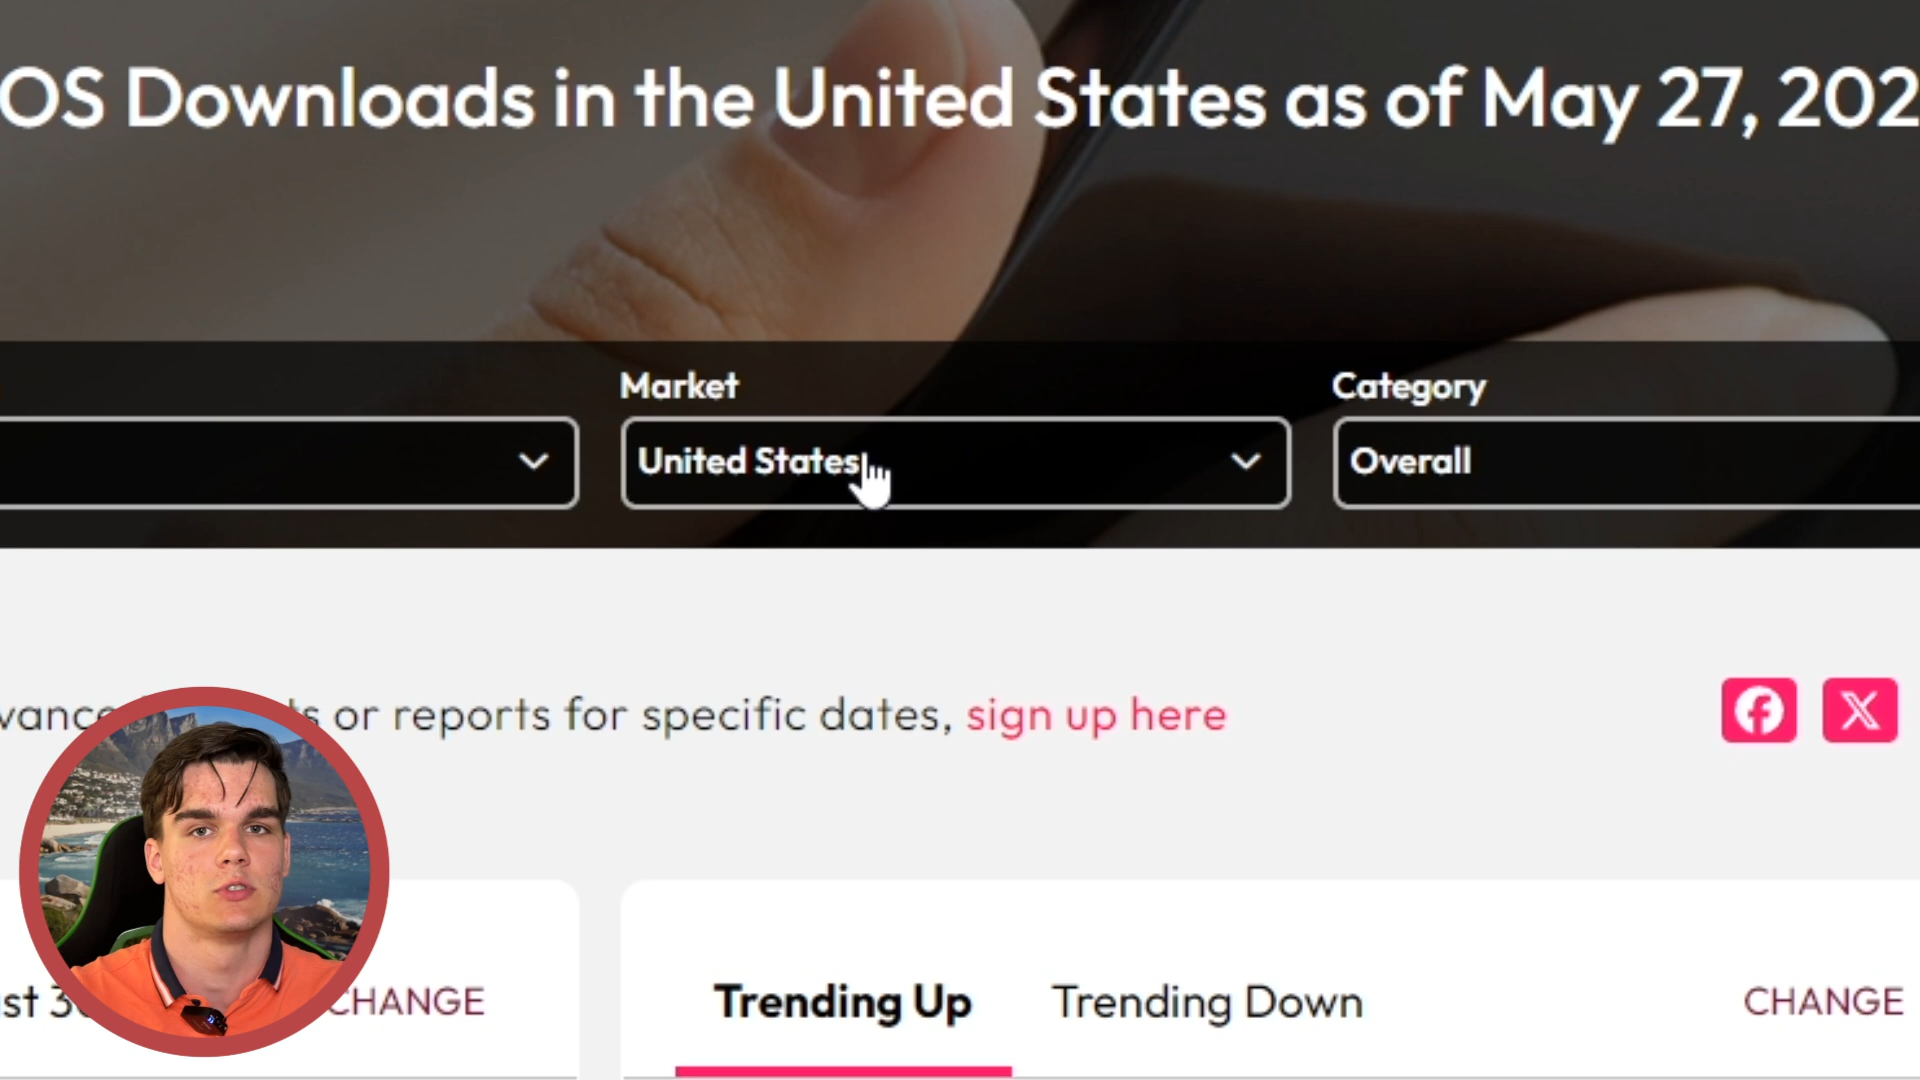 OS Downloads in the United States as of May 27, 202
Market
Category
United States
Overall
or reports for specific dates, sign up here
CHANGE
Trending Up
Trending Down
CHANGE